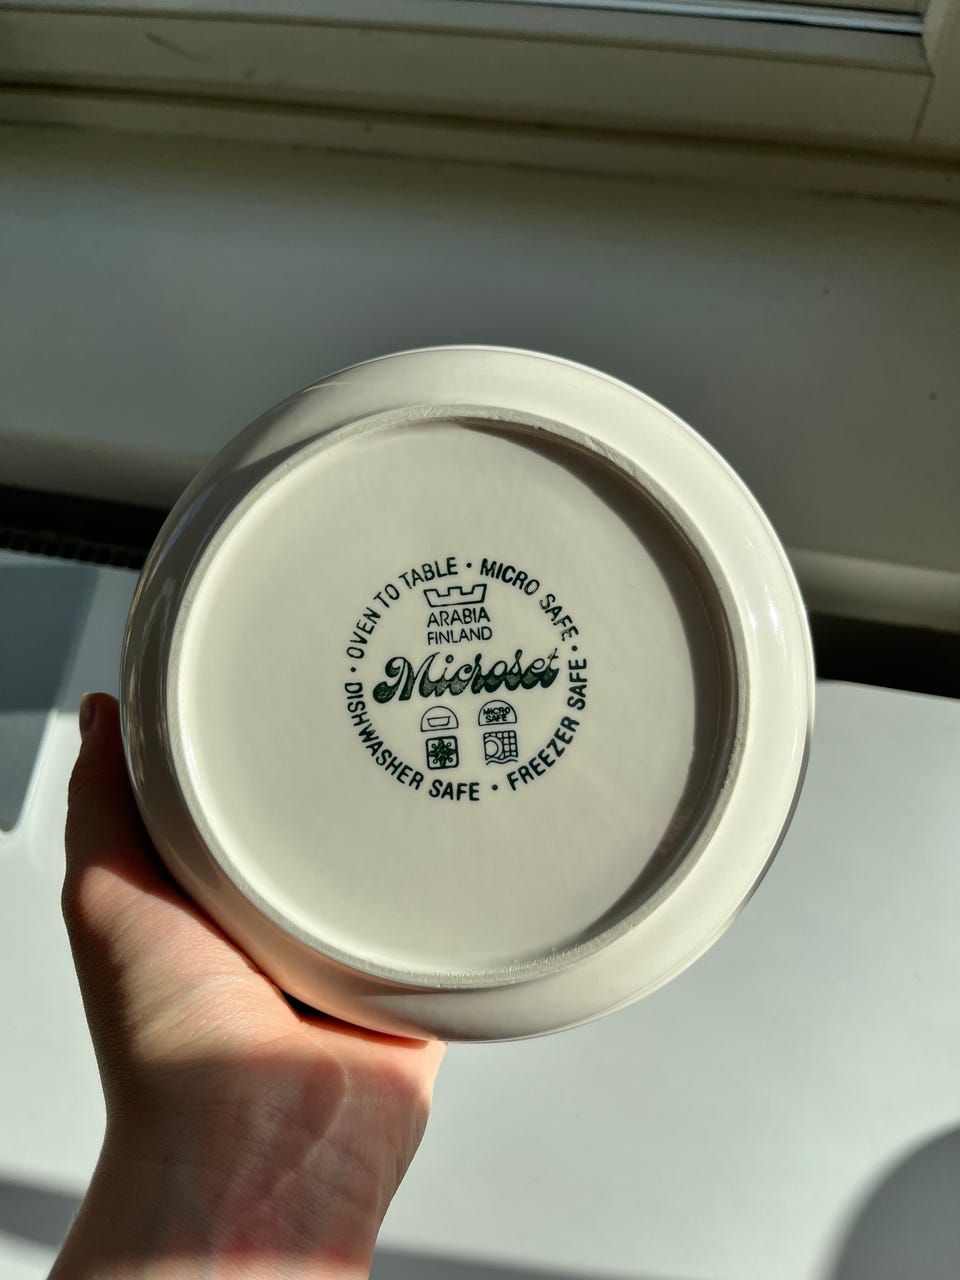 OVEN TO TABLE • MICRO SAFE •
ARABIA
FINLAND
Microset
MICRO
SAFE
DISHWASHER SAFE • FREEZER SAFE •